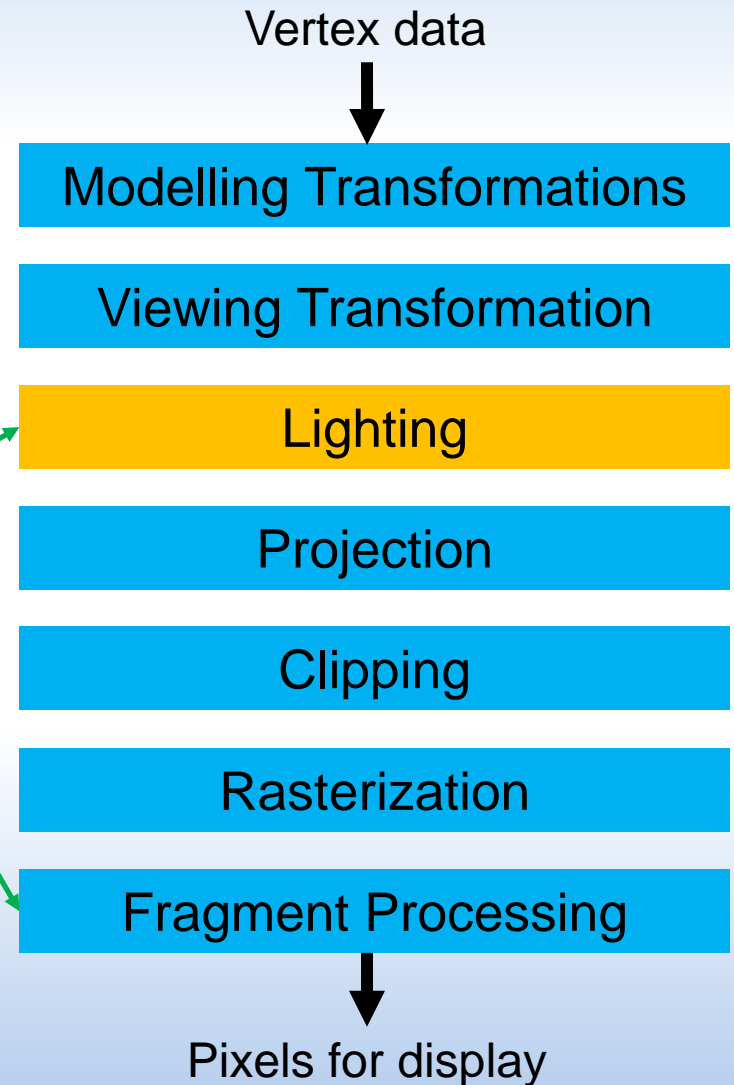 Vertex data
Modelling Transformations
Viewing Transformation
Lighting
Projection
Clipping
Rasterization
Fragment Processing
Pixels for display